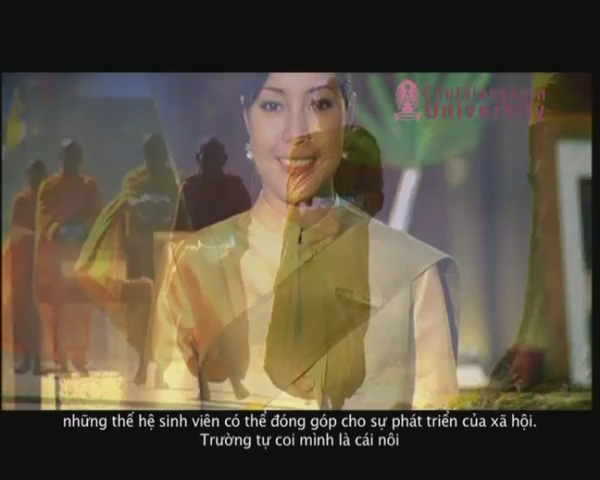 Chulalongkorn
University
những thế hệ sinh viên có thể đóng góp cho sự phát triển của xã hội.
Trường tự coi mình là cái nôi